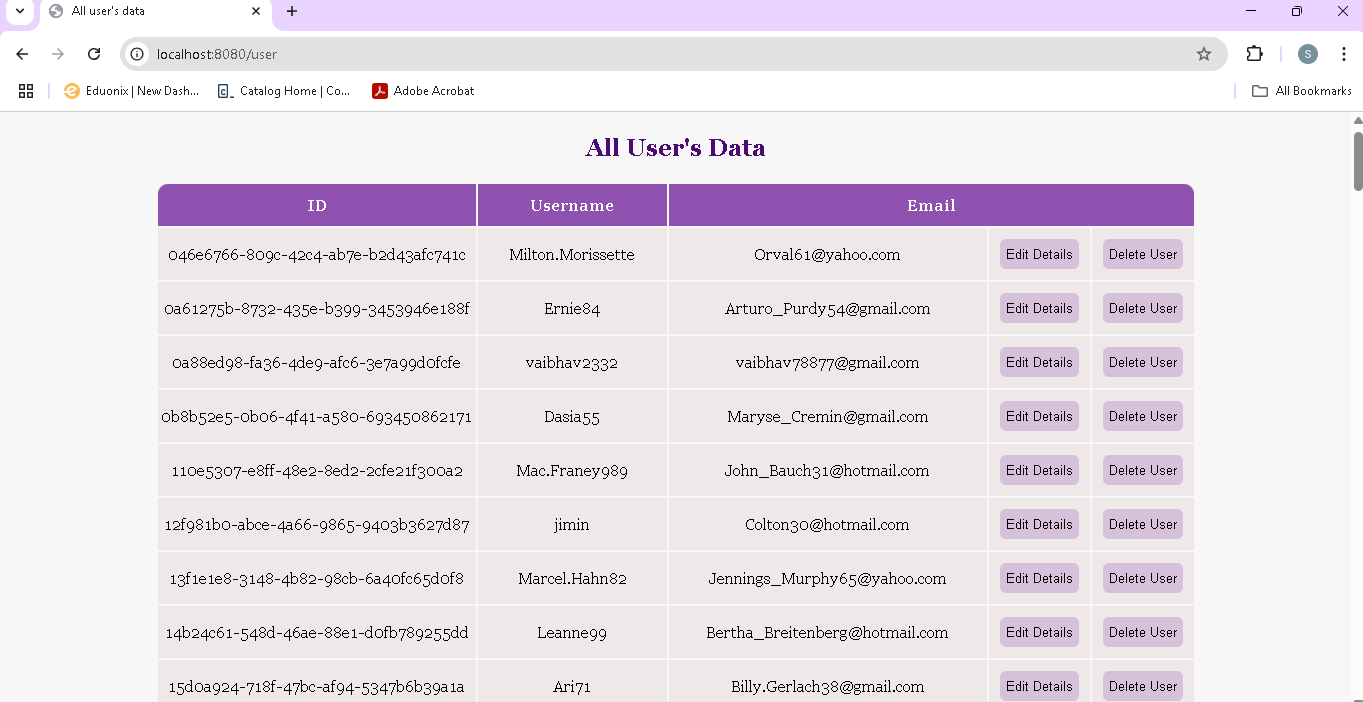 All user's data
localhost:8080/user
S
Eduonix | New Dash... Catalog Home | Co... Adobe Acrobat All Bookmarks
All User's Data
ID Username Email
046e6766-809c-42c4-ab7e-b2d43afc741c Milton.Morissette Orval61@yahoo.com Edit Details Delete User
0a61275b-8732-435e-b399-3453946e188f Ernie84 Arturo_Purdy54@gmail.com Edit Details Delete User
0a88ed98-fa36-4de9-afc6-3e7a99d0fcfe vaibhav2332 vaibhav78877@gmail.com Edit Details Delete User
0b8b52e5-0b06-4f41-a580-693450862171 Dasia55 Maryse_Cremin@gmail.com Edit Details Delete User
110e5307-e8ff-48e2-8ed2-2cfe21f300a2 Mac.Franey989 John_Bauch31@hotmail.com Edit Details Delete User
12f981b0-abce-4a66-9865-9403b3627d87 jimin Colton30@hotmail.com Edit Details Delete User
13f1e1e8-3148-4b82-98cb-6a40fc65d0f8 Marcel.Hahn82 Jennings_Murphy65@yahoo.com Edit Details Delete User
14b24c61-548d-46ae-88e1-d0fb789255dd Leanne99 Bertha_Breitenberg@hotmail.com Edit Details Delete User
15d0a924-718f-47bc-af94-5347b6b39a1a Ari71 Billy.Gerlach38@gmail.com Edit Details Delete User